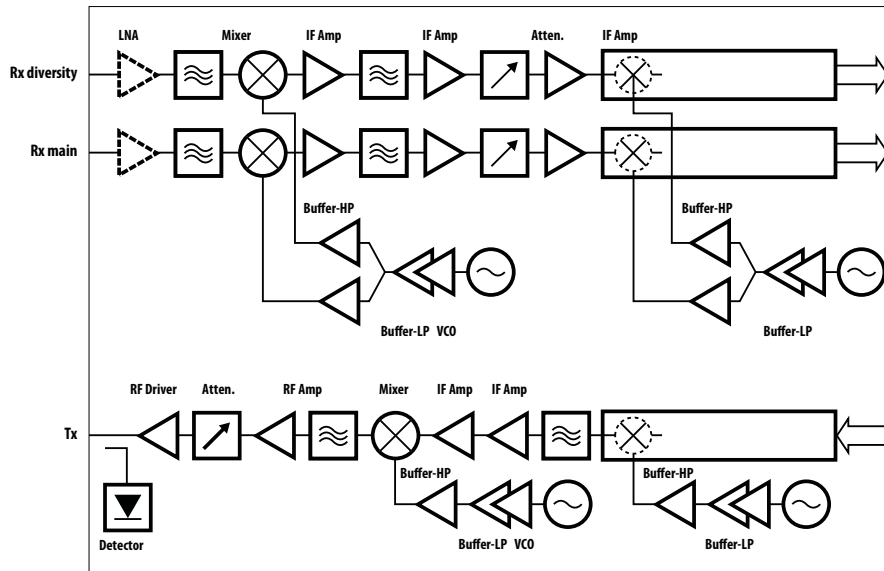 LNA Mixer IF Amp IF Amp Atten. IF Amp
Rx diversity
Rx main
Buffer-HP Buffer-HP
Buffer-LP VCO Buffer-LP
RF Driver Atten. RF Amp Mixer IF Amp IF Amp
Tx
Buffer-HP Buffer-HP
Detector Buffer-LP VCO Buffer-LP